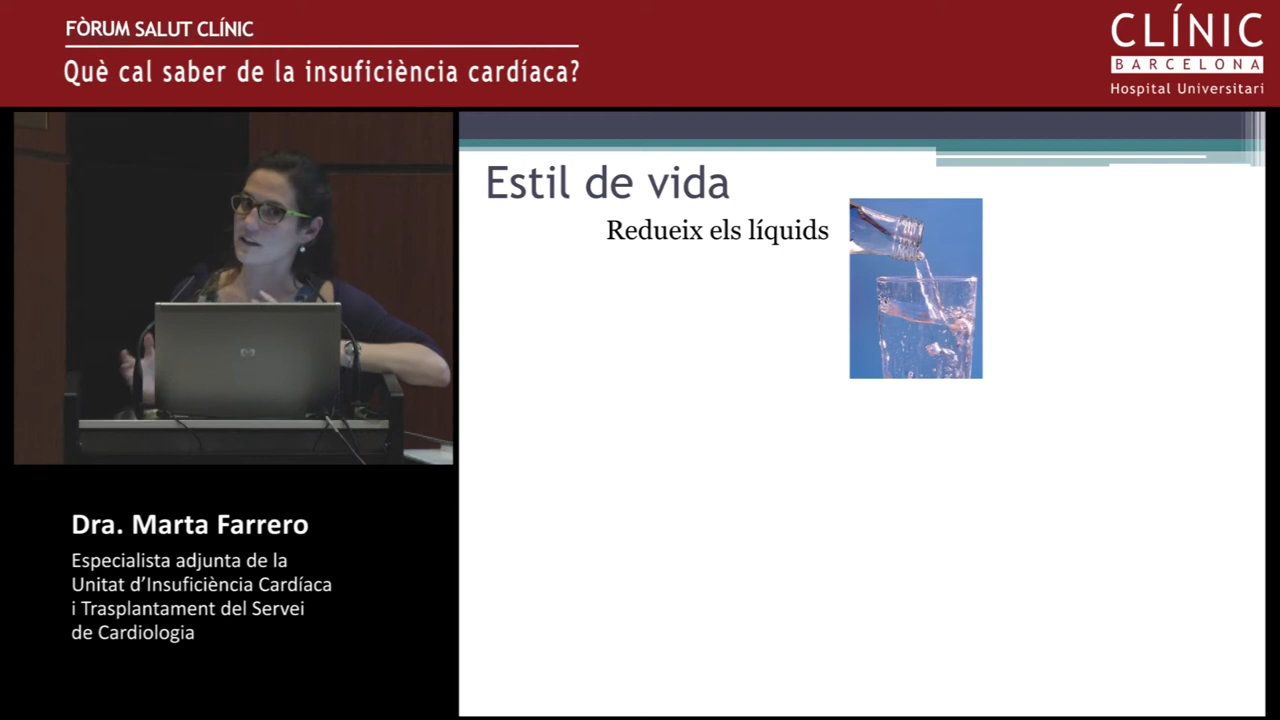 FÒRUM SALUT CLÍNIC
Què cal saber de la insuficiència cardíaca?
CLÍNIC
BARCELONA
Hospital Universitari
Estil de vida
Redueix els líquids
hp
Dra. Marta Farrero
Especialista adjunta de la
Unitat d’Insuficiència Cardíaca
i Trasplantament del Servei
de Cardiologia